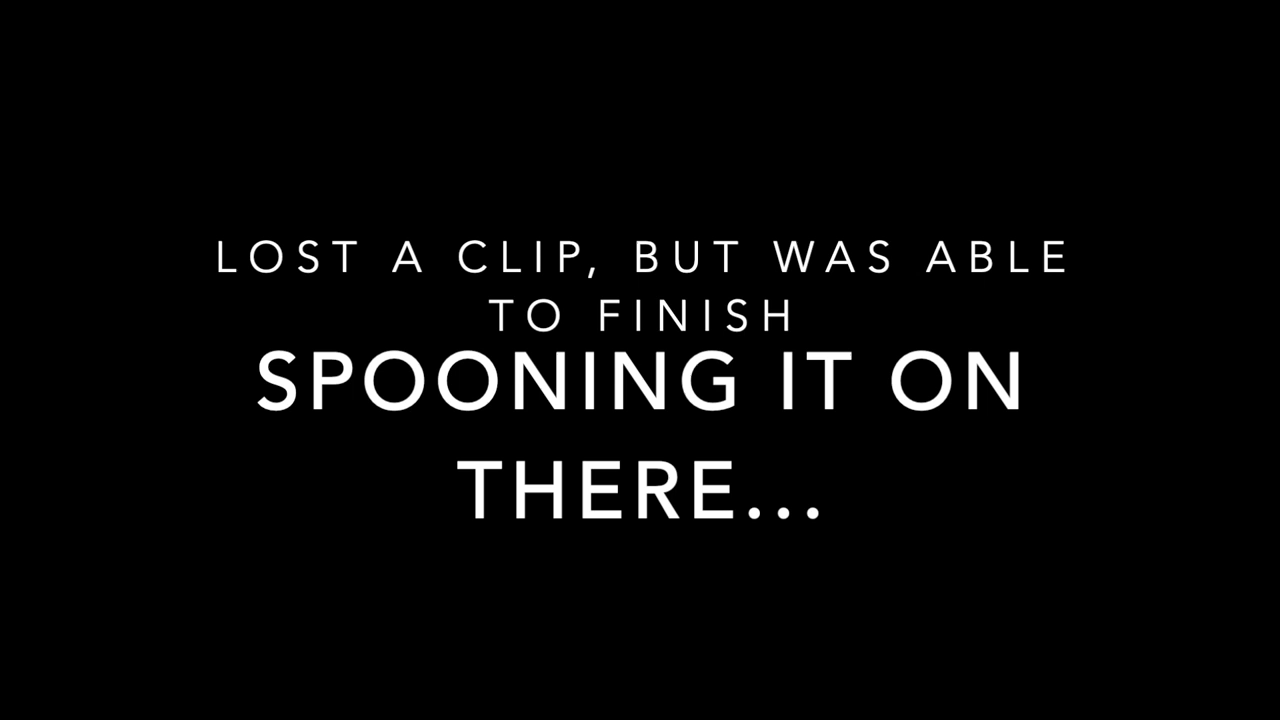 LOST A CLIP, BUT WAS ABLE
TO FINISH
SPOONING IT ON
THERE...